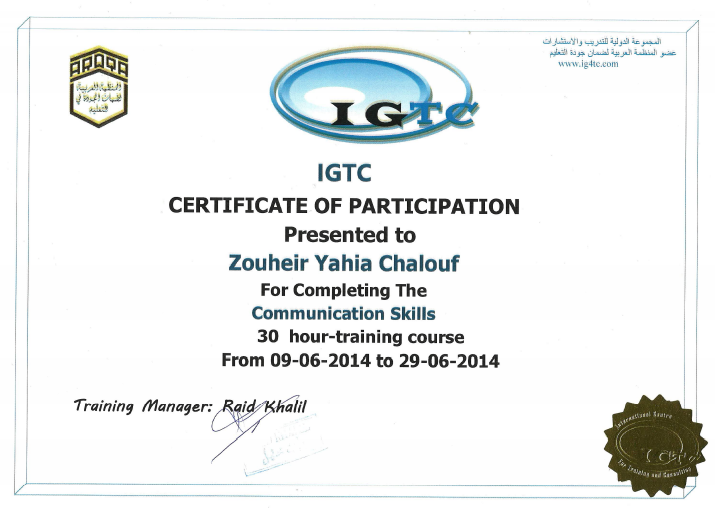 المجموعة الدولية للتدريب والاستشارات
عضو المنظمة العربية لضمان جودة التعليم
www.ig4tc.com
AROQA
المنظمة العربية
الجودة في
التعليم
IGTC
IGTC
CERTIFICATE OF PARTICIPATION
Presented to
Zouheir Yahia Chalouf
For Completing The
Communication Skills
30 hour-training course
From 09-06-2014 to 29-06-2014
Training Manager: Raid Khalil
International Centre
IGTC
For Training and Consulting